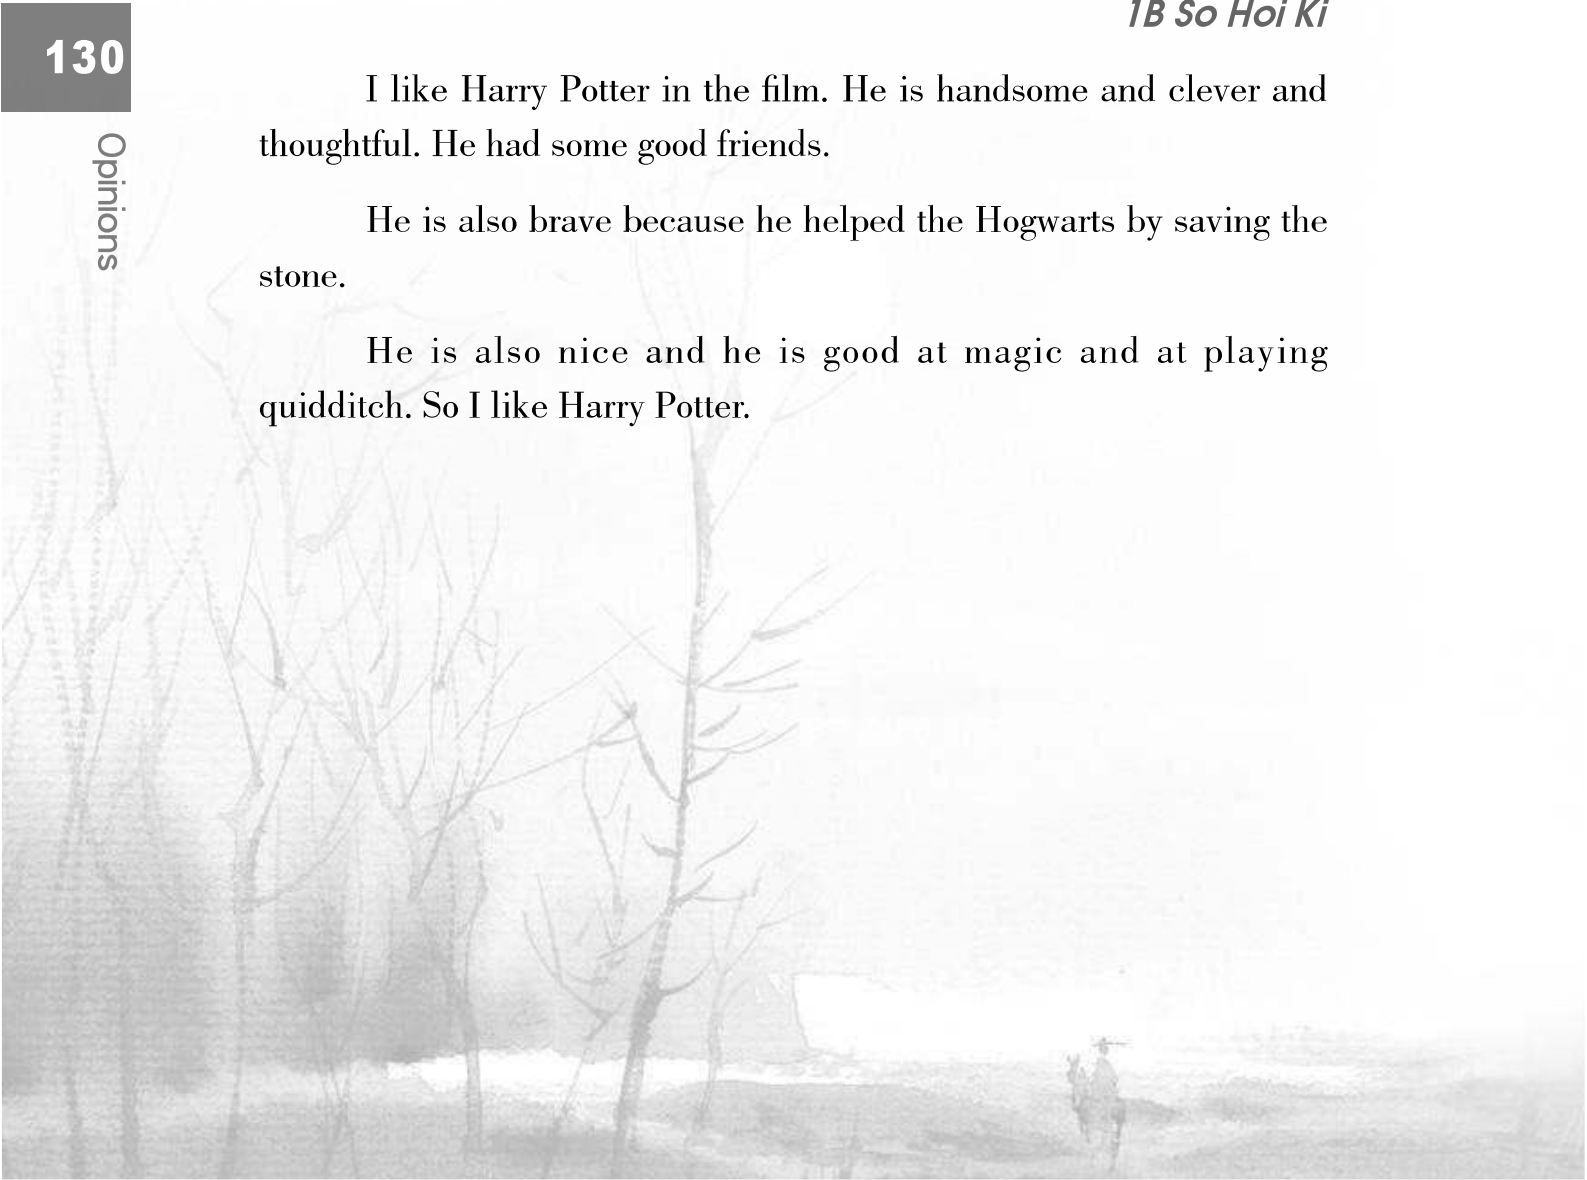 1B So Hoi Ki
130
Opinions
I like Harry Potter in the film. He is handsome and clever and
thoughtful. He had some good friends.
He is also brave because he helped the Hogwarts by saving the
stone.
He is also nice and he is good at magic and at playing
quidditch. So I like Harry Potter.